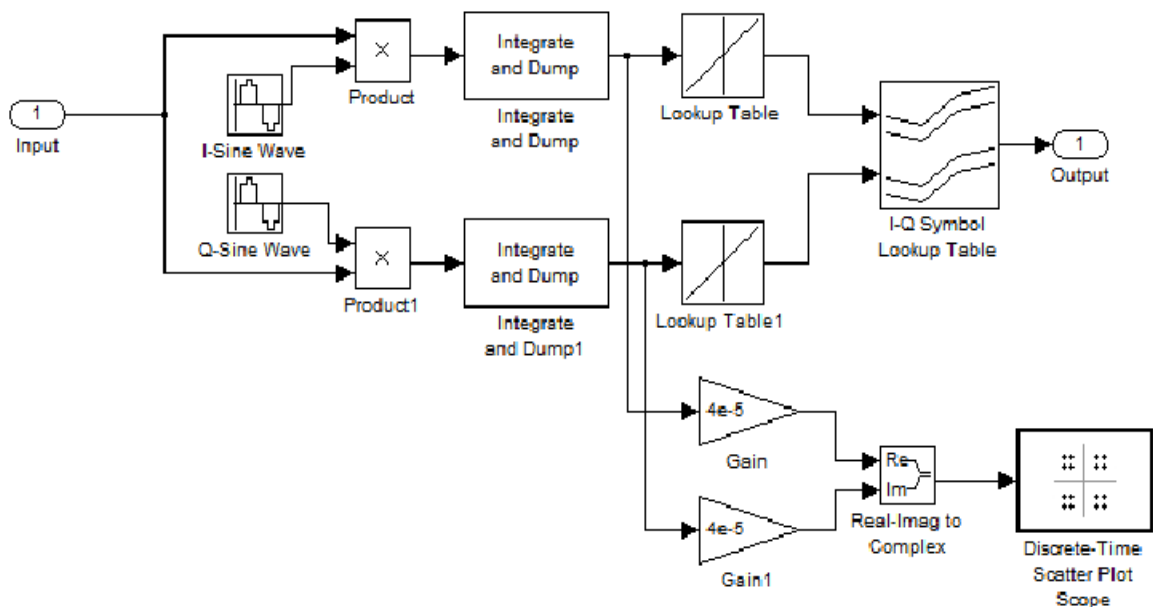 1
Input
I-Sine Wave
Q-Sine Wave
×
Product
×
Product1
Integrate
and Dump
Integrate
and Dump
Integrate
and Dump
Integrate
and Dump1
Lookup Table
Lookup Table1
I-Q Symbol
Lookup Table
1
Output
4e-5
Gain
4e-5
Gain1
Re
Im
Real-Imag to
Complex
Discrete-Time
Scatter Plot
Scope